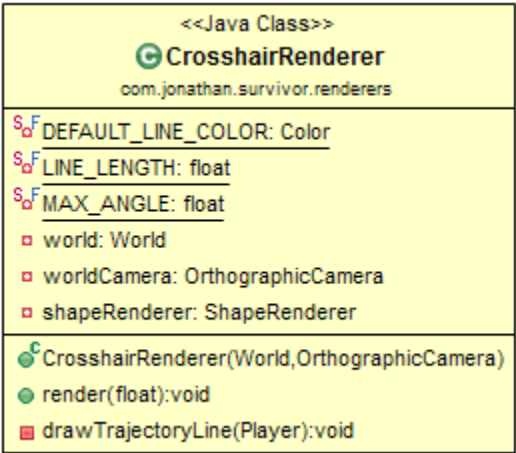 <<Java Class>>
C CrosshairRenderer
com.jonathan.survivor.renderers
S F DEFAULT_LINE_COLOR: Color
S F LINE_LENGTH: float
S F MAX_ANGLE: float
world: World
worldCamera: OrthographicCamera
shapeRenderer: ShapeRenderer
C CrosshairRenderer(World,OrthographicCamera)
render(float):void
drawTrajectoryLine(Player):void